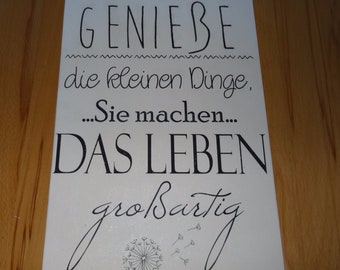 GENIEẞE
die kleinen Dinge,
...Sie machen...
DAS LEBEN
großartig